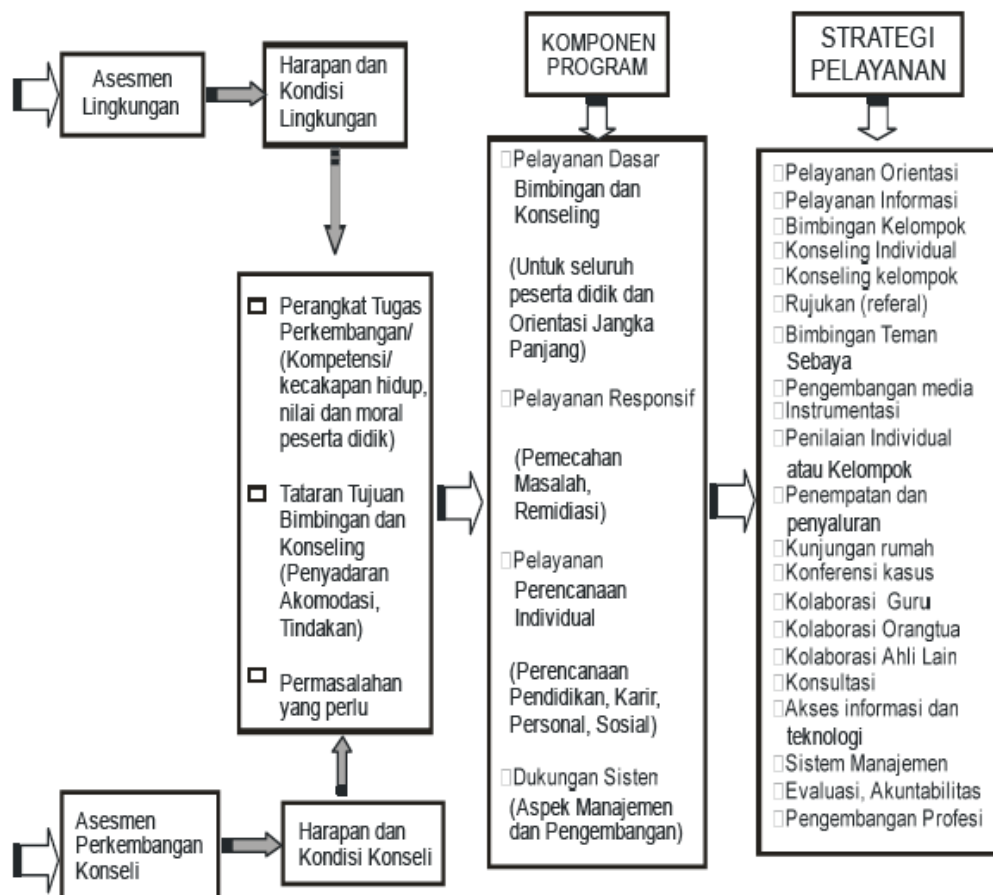 Asesmen
Lingkungan
Harapan dan
Kondisi
Lingkungan
Perangkat Tugas
Perkembangan/
(Kompetensi/
kecakapan hidup,
nilai dan moral
peserta didik)
Tataran Tujuan
Bimbingan dan
Konseling
(Penyadaran
Akomodasi,
Tindakan)
Permasalahan
yang perlu
Asesmen
Perkembangan
Konseli
Harapan dan
Kondisi Konseli
KOMPONEN
PROGRAM
Pelayanan Dasar
Bimbingan dan
Konseling
(Untuk seluruh
peserta didik dan
Orientasi Jangka
Panjang)
Pelayanan Responsif
(Pemecahan
Masalah,
Remidiasi)
Pelayanan
Perencanaan
Individual
(Perencanaan
Pendidikan, Karir,
Personal, Sosial)
Dukungan Sisten
(Aspek Manajemen
dan Pengembangan)
STRATEGI
PELAYANAN
Pelayanan Orientasi
Pelayanan Informasi
Bimbingan Kelompok
Konseling Individual
Konseling kelompok
Rujukan (referal)
Bimbingan Teman
Sebaya
Pengembangan media
Instrumentasi
Penilaian Individual
atau Kelompok
Penempatan dan
penyaluran
Kunjungan rumah
Konferensi kasus
Kolaborasi Guru
Kolaborasi Orangtua
Kolaborasi Ahli Lain
Konsultasi
Akses informasi dan
teknologi
Sistem Manajemen
Evaluasi, Akuntabilitas
Pengembangan Profesi